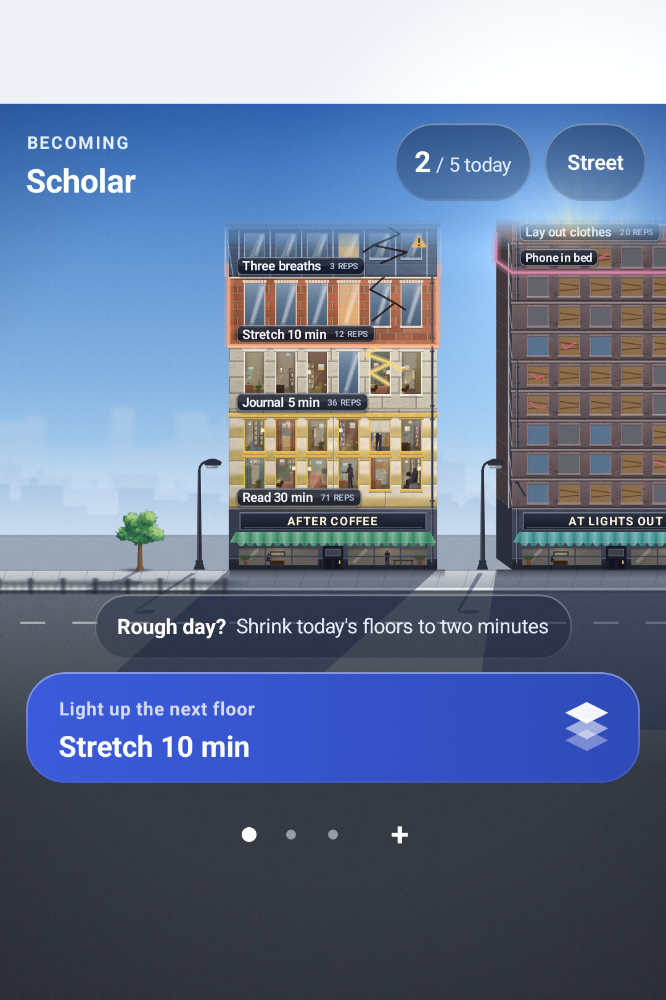 BECOMING
Scholar
2 / 5 today
Street
Three breaths 3 REPS
Stretch 10 min 12 REPS
Journal 5 min 36 REPS
Read 30 min 71 REPS
AFTER COFFEE
Lay out clothes 20 REPS
Phone in bed
AT LIGHTS OUT
Rough day? Shrink today's floors to two minutes
Light up the next floor
Stretch 10 min